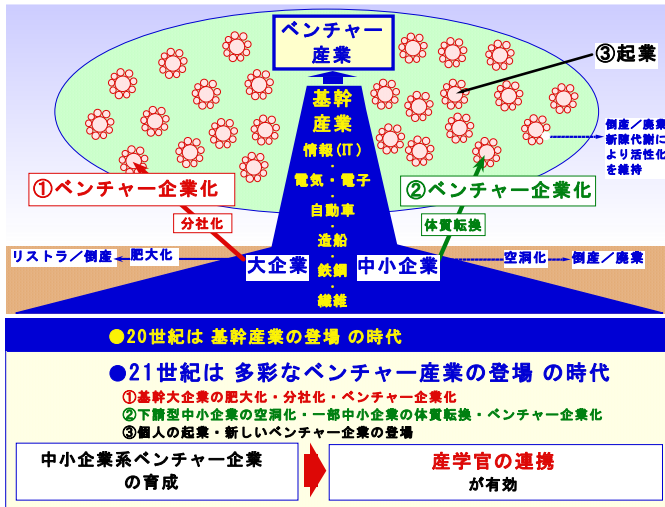 ベンチャー
産業
③起業
基幹
産業
情報(IT)
・
電気・電子
・
自動車
・
造船
・
鉄鋼
・
繊維
倒産／廃業
新陳代謝に
より活性化
を維持
①ベンチャー企業化
②ベンチャー企業化
分社化
体質転換
リストラ／倒産
肥大化
大企業
中小企業
空洞化
倒産／廃業
●20世紀は 基幹産業の登場 の時代
●21世紀は 多彩なベンチャー産業の登場 の時代
①基幹大企業の肥大化・分社化・ベンチャー企業化
②下請型中小企業の空洞化・一部中小企業の体質転換・ベンチャー企業化
③個人の起業・新しいベンチャー企業の登場
中小企業系ベンチャー企業
の育成
産学官の連携
が有効